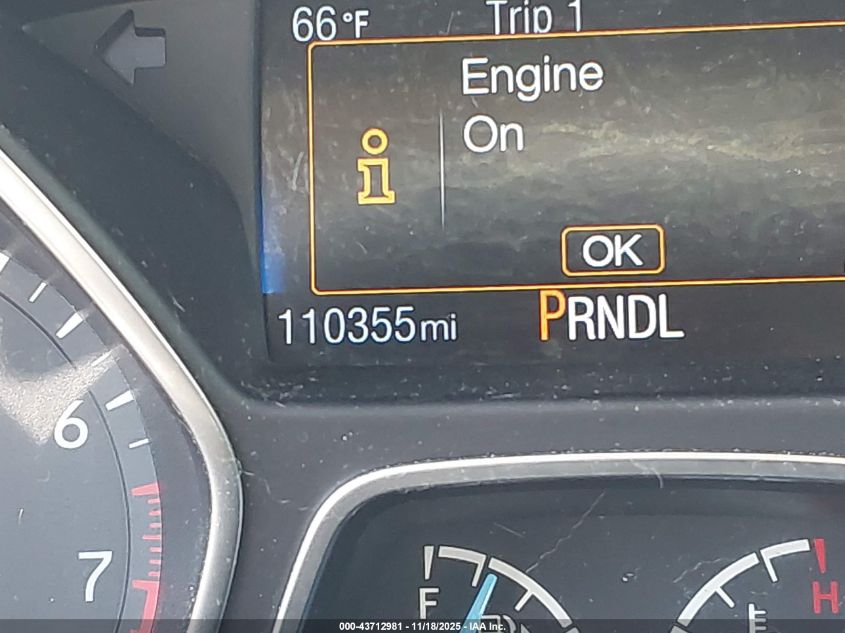 66°F Trip 1
Engine
On
i
OK
110355mi PRNDL
6
7
F
H
000-43712981 - 11/18/2025 - IAA Inc.